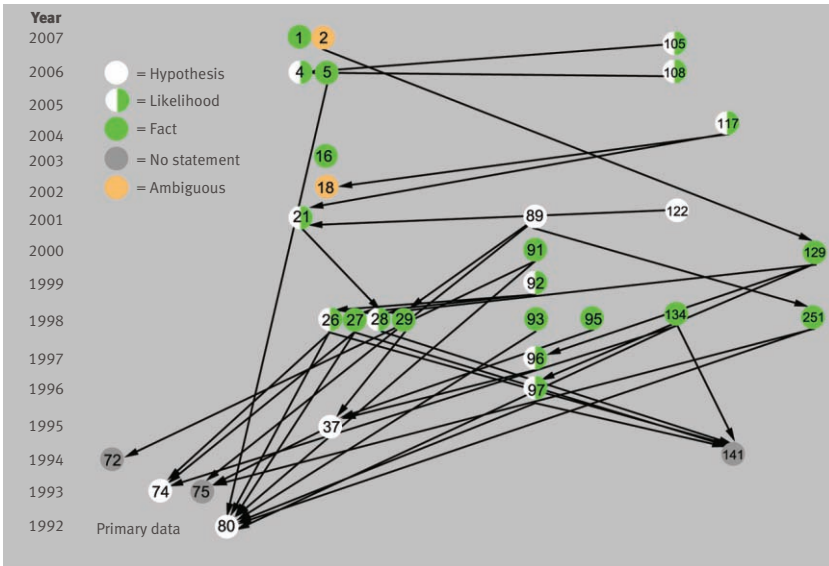 Year
2007 1 2 105
2006 4 5 108
= Hypothesis
= Likelihood
2005
117
= Fact
2004
2003 16
= No statement
2002 18
= Ambiguous
2001 21 89 122
2000 91 129
1999 92
1998 26 27 28 29 93 95 134 251
1997 96
1996 97
1995 37
1994 72 141
1993 74 75
1992 Primary data 80